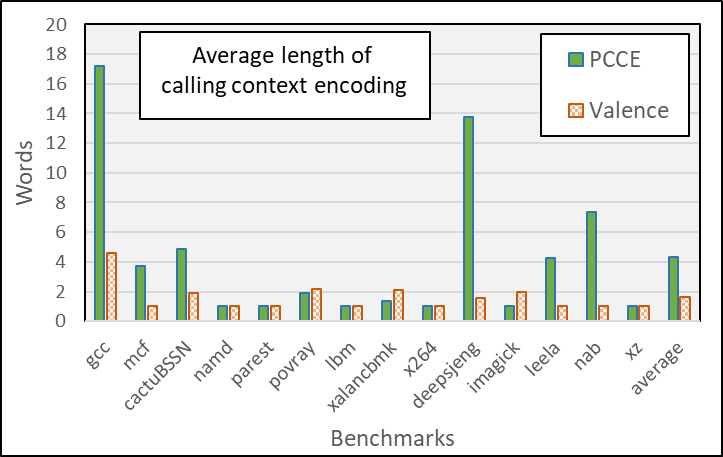 Average length of
calling context encoding
PCCE
Valence
Words
20
18
16
14
12
10
8
6
4
2
0
gcc
mcf
cactuBSSN
namd
parest
povray
lbm
xalancbmk
x264
deepsjeng
imagick
leela
nab
xz
average
Benchmarks